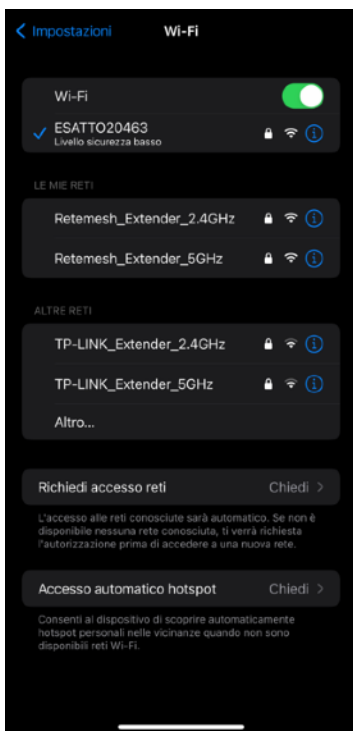 Impostazioni
Wi-Fi
Wi-Fi
ESATTO20463
Livello sicurezza basso
LE MIE RETI
Retemesh_Extender_2.4GHz
Retemesh_Extender_5GHz
ALTRE RETI
TP-LINK_Extender_2.4GHz
TP-LINK_Extender_5GHz
Altro...
Richiedi accesso reti Chiedi
L'accesso alle reti conosciute sarà automatico. Se non è
disponibile nessuna rete conosciuta, ti verrà richiesta
l'autorizzazione prima di accedere a una nuova rete.
Accesso automatico hotspot Chiedi
Consenti al dispositivo di scoprire automaticamente
hotspot personali nelle vicinanze quando non sono
disponibili reti Wi-Fi.